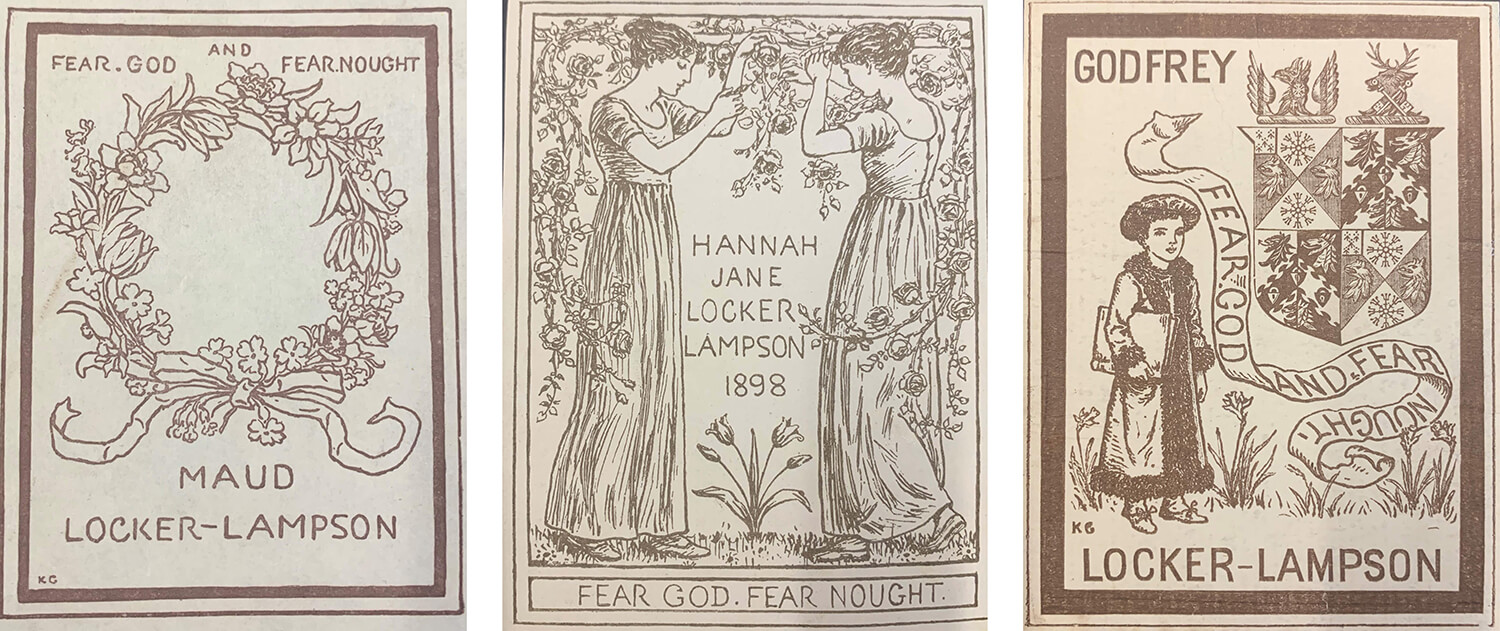 AND
FEAR.GOD FEAR.NOUGHT
MAUD
LOCKER-LAMPSON
KG
HANNAH
JANE
LOCKER
LAMPSON
1898
FEAR GOD. FEAR NOUGHT.
GODFREY
FEAR GOD
AND FEAR
NOUGHT.
KG
LOCKER-LAMPSON